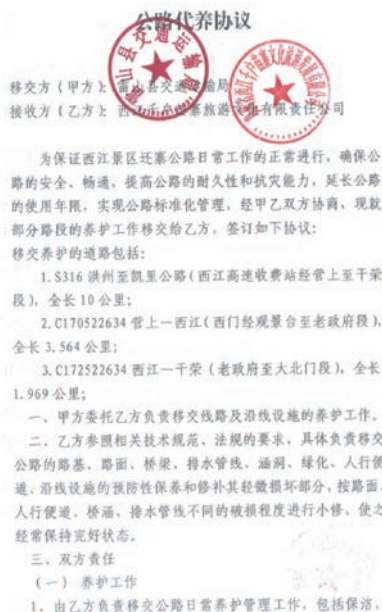 公路代养协议
移交方（甲方）：雷山县交通运输局
接收方（乙方）：西江千户苗寨旅游文化有限责任公司
为保证西江景区还寨公路日常工作的正常进行，确保公
路的安全、畅通，提高公路的耐久性和抗灾能力，延长公路
的使用年限，实现公路标准化管理，经甲乙双方协商，现就
部分路段的养护工作移交给乙方，签订如下协议：
移交养护的道路包括：
1.S316 洪州至凯里公路（西江高速收费站经营上至干荣
段），全长 10 公里；
2.C170522634 营上—西江（西门经观景台至老政府段），
全长 3.564 公里；
3.C172522634 西江—干荣（老政府至大北门段），全长
1.969 公里；
一、甲方委托乙方负责移交线路及沿线设施的养护工作。
二、乙方参照相关技术规范、法规的要求，具体负责移交
公路的路基、路面、桥梁、排水管线、涵洞、绿化、人行便
道、沿线设施的预防性保养和修补其轻微损坏部分，按路面、
人行便道、桥涵、排水管线不同的破损程度进行小修，使之
经常保持完好状态。
三、双方责任
（一）养护工作
1、由乙方负责移交公路日常养护管理工作，包括保洁、